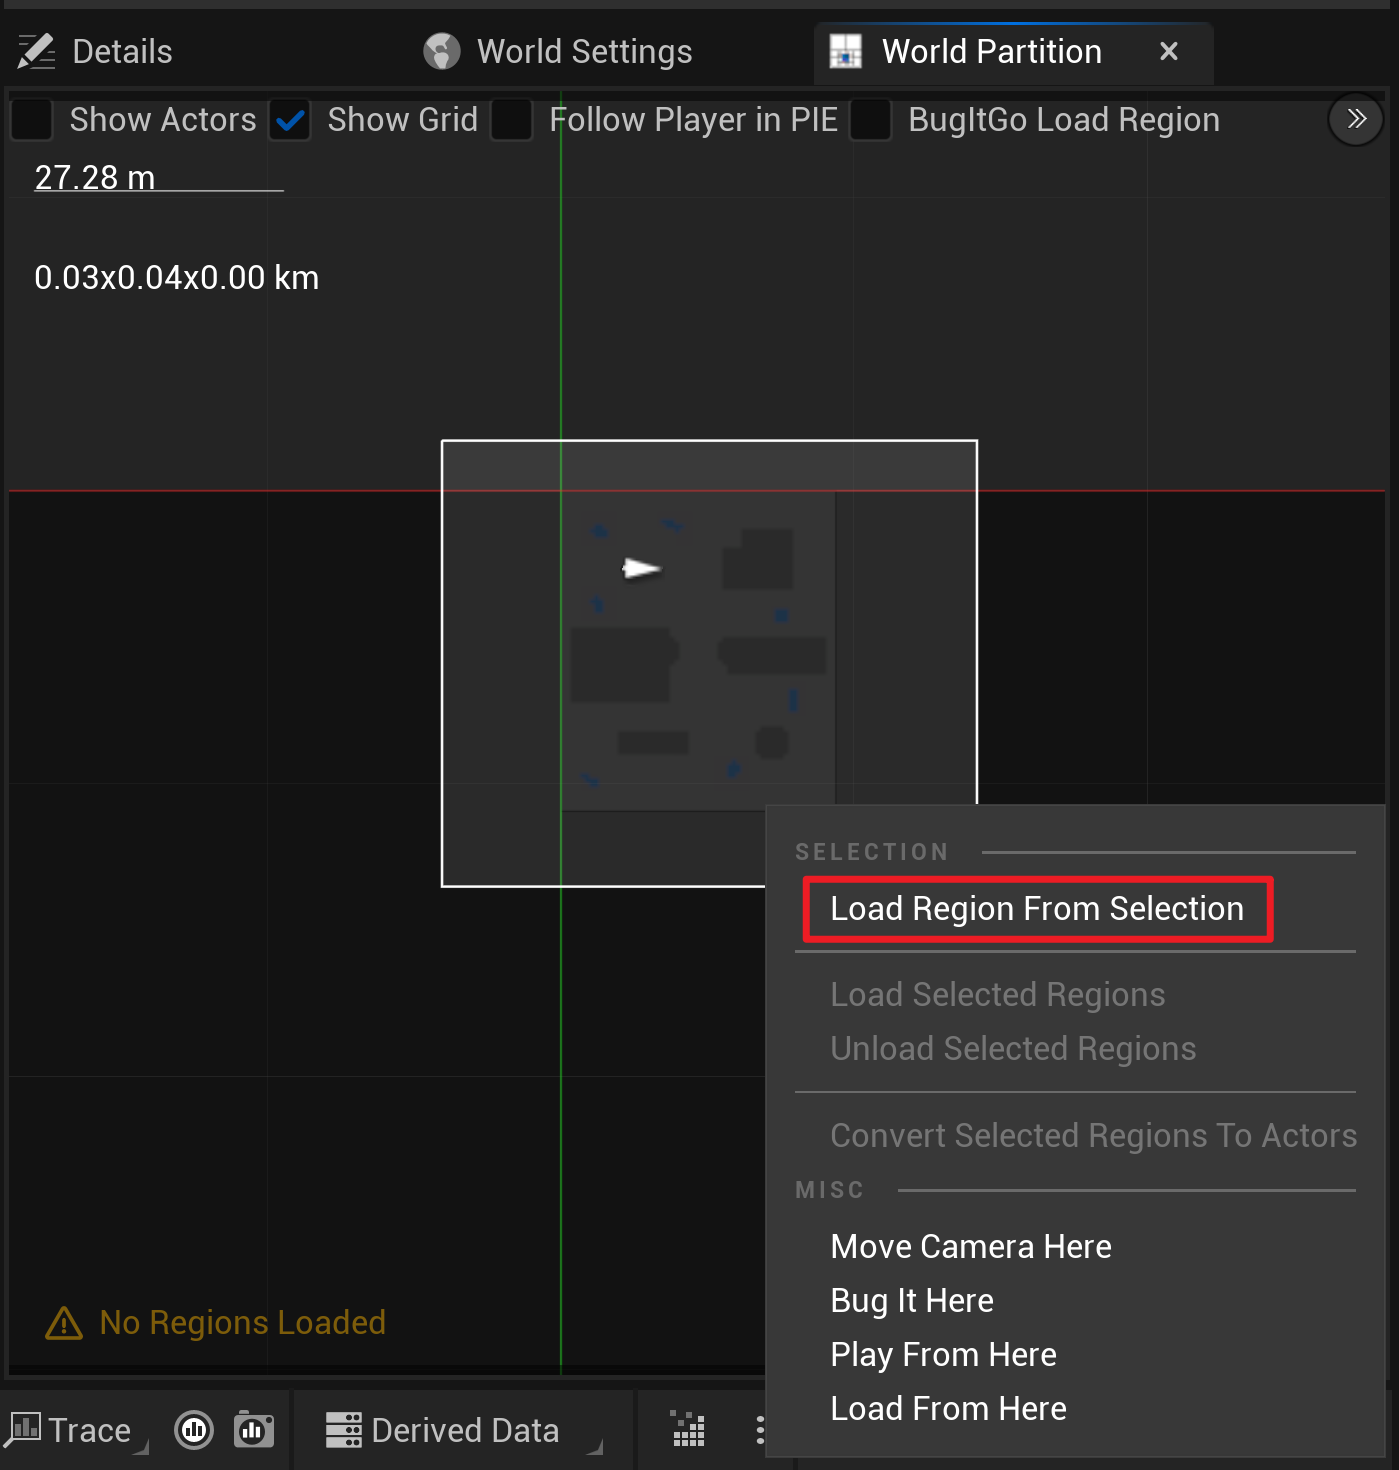 Details
World Settings
World Partition
Show Actors
Show Grid
Follow Player in PIE
BugItGo Load Region
27.28 m
0.03x0.04x0.00 km
SELECTION
Load Region From Selection
Load Selected Regions
Unload Selected Regions
Convert Selected Regions To Actors
MISC
Move Camera Here
Bug It Here
Play From Here
Load From Here
No Regions Loaded
Trace
Derived Data